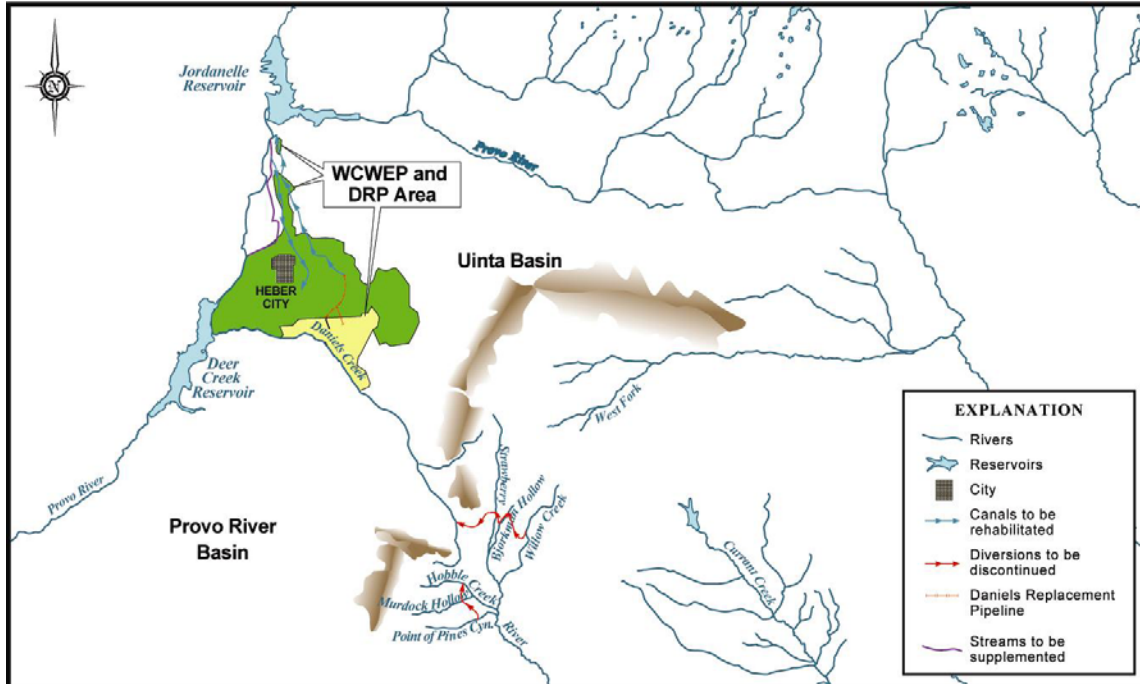 N
Jordanelle
Reservoir
Provo River
WCWEP and
DRP Area
Uinta Basin
HEBER
CITY
Daniels Creek
Deer
Creek
Reservoir
West Fork
Provo River
Provo River
Basin
Strawberry
Bjorkman Hollow
Willow Creek
Currant Creek
Hobble Creek
Murdock Hollow
Point of Pines Cyn.
River
EXPLANATION
Rivers
Reservoirs
City
Canals to be
rehabilitated
Diversions to be
discontinued
Daniels Replacement
Pipeline
Streams to be
supplemented